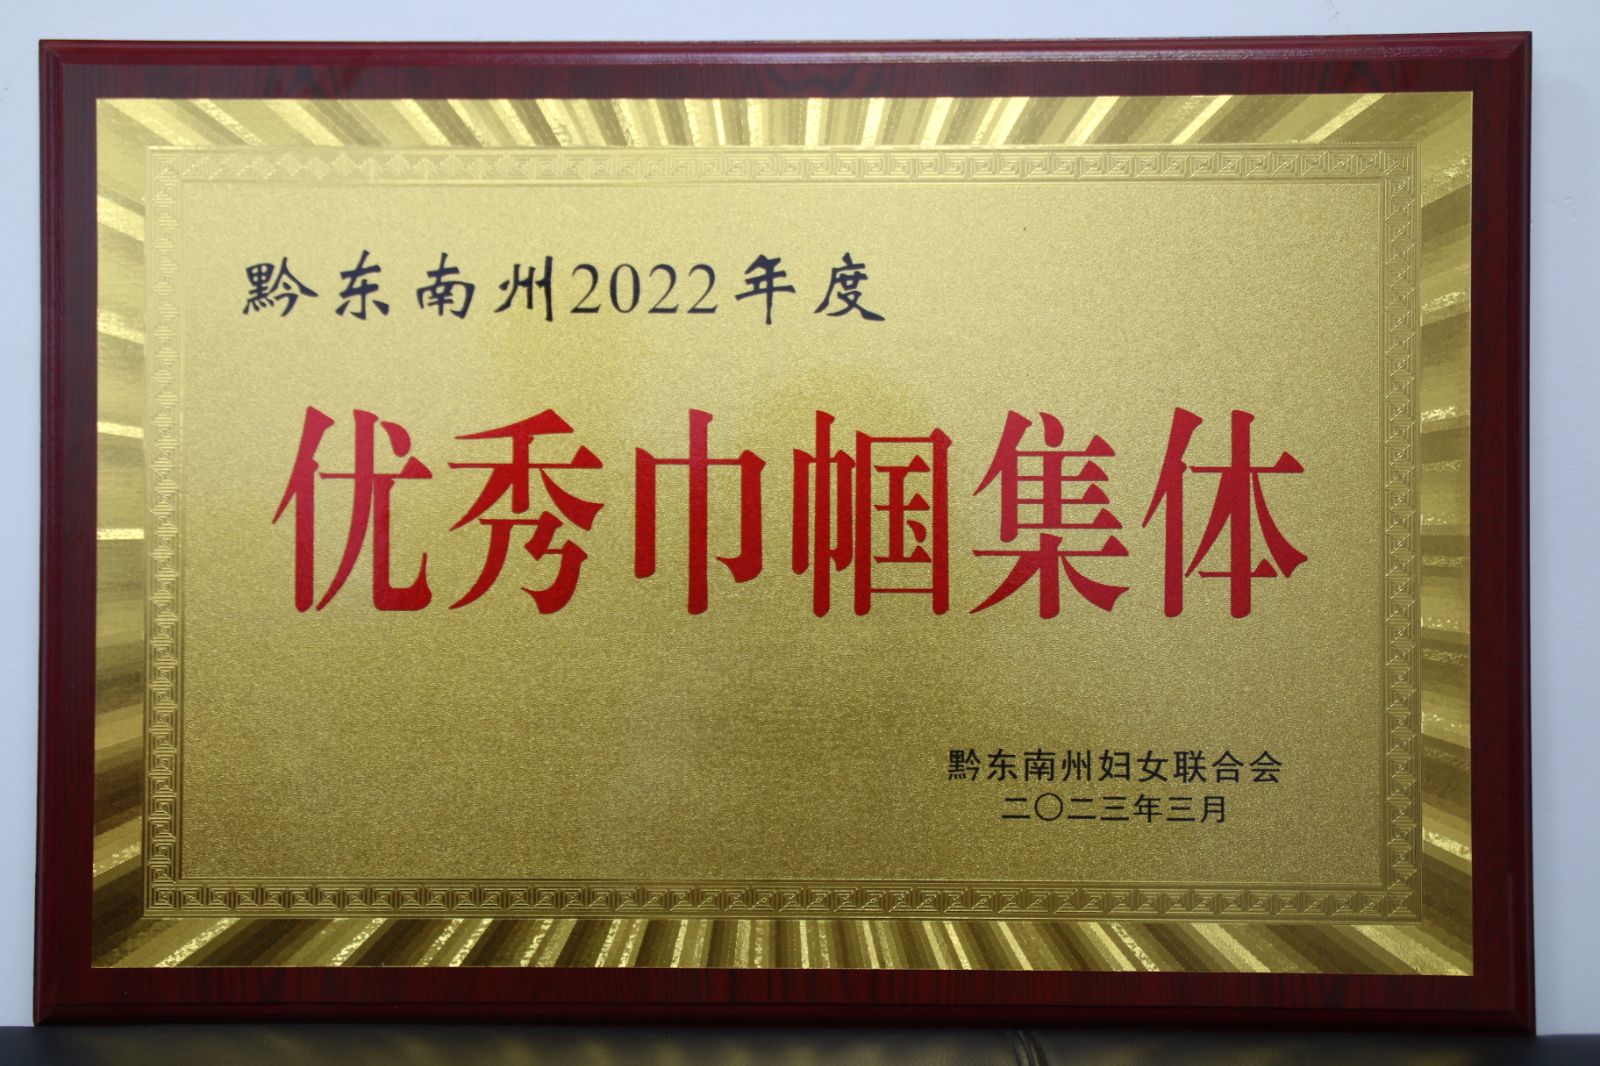 黔东南州2022年度
优秀巾帼集体
黔东南州妇女联合会
二〇二三年三月